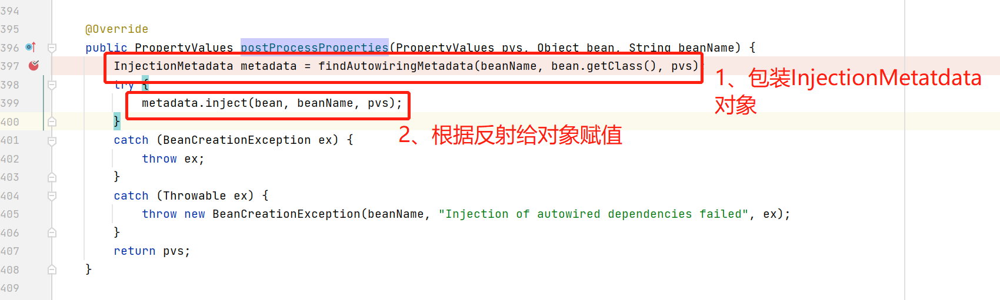 394
395 @Override
396 public PropertyValues postProcessProperties(PropertyValues pvs, Object bean, String beanName) {
397 InjectionMetadata metadata = findAutowiringMetadata(beanName, bean.getClass(), pvs);
1、包装InjectionMetatdata
对象
398 try {
399 metadata.inject(bean, beanName, pvs);
400 }
2、根据反射给对象赋值
401 catch (BeanCreationException ex) {
402 throw ex;
403 }
404 catch (Throwable ex) {
405 throw new BeanCreationException(beanName, "Injection of autowired dependencies failed", ex);
406 }
407 return pvs;
408 }
409